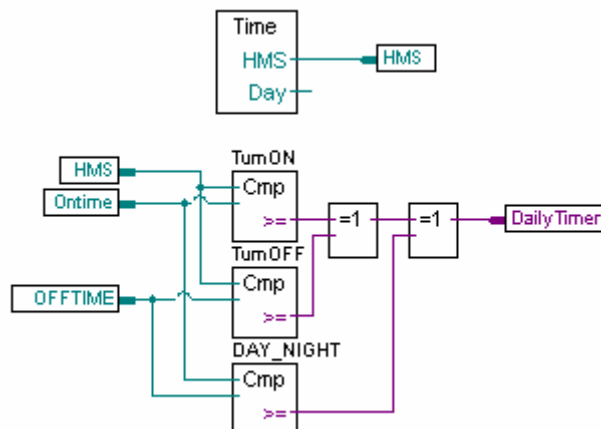 Time
HMS
HMS
Day
TurnON
HMS
Cmp
Ontime
>=
=1
=1
DailyTimer
TurnOFF
Cmp
OFFTIME
>=
DAY_NIGHT
Cmp
>=